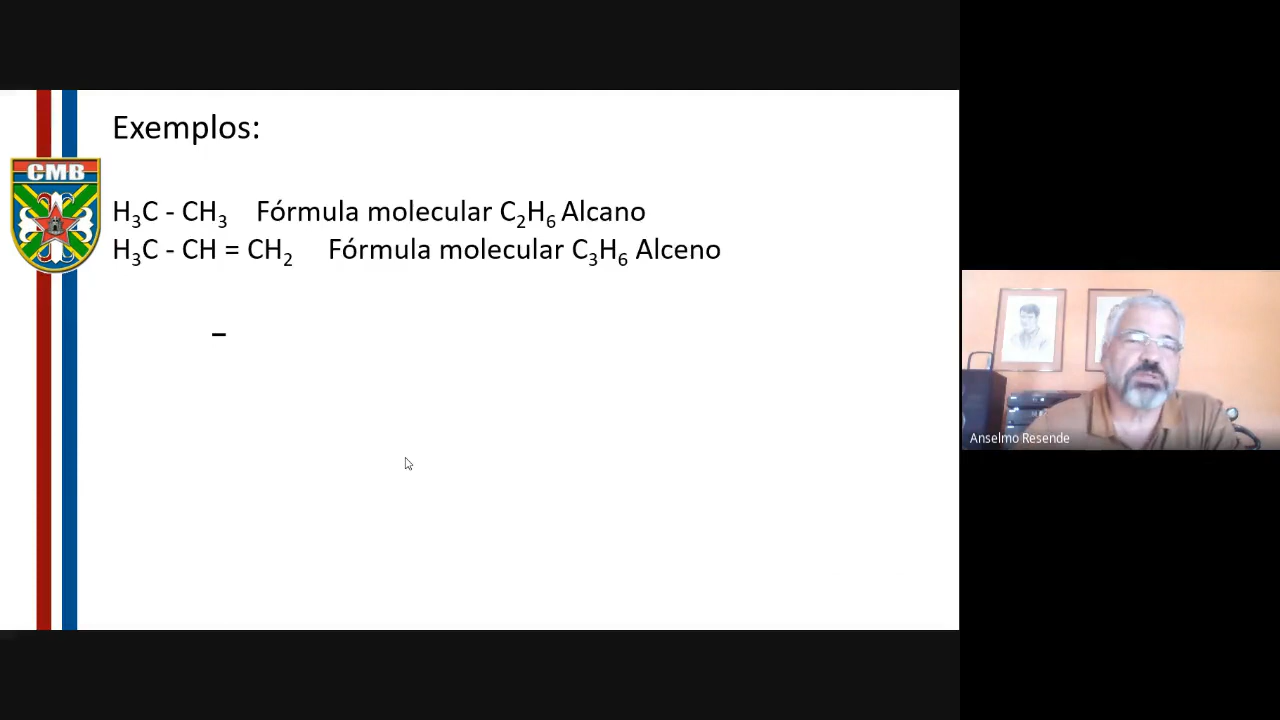 Exemplos:
CMB
H₃C - CH₃ Fórmula molecular C₂H₆ Alcano
H₃C - CH = CH₂ Fórmula molecular C₃H₆ Alceno
–
Anselmo Resende